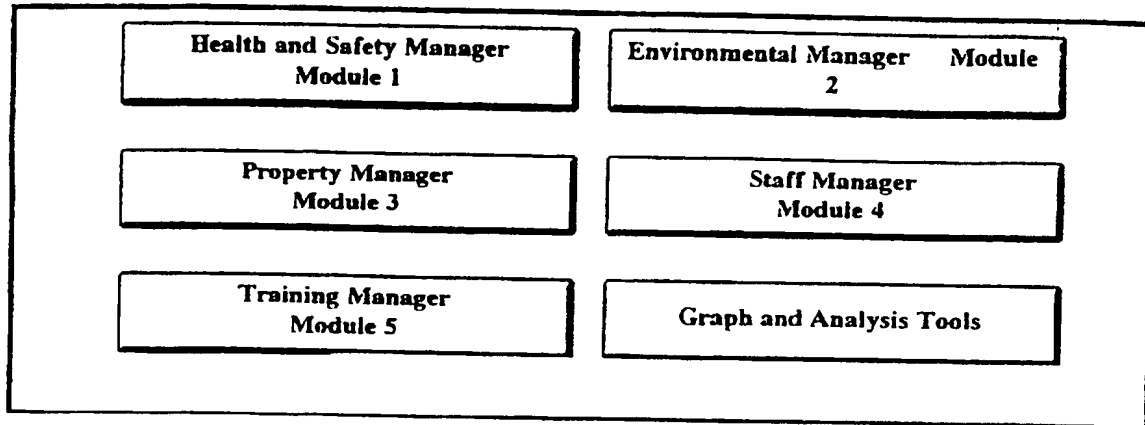 Health and Safety Manager
Module 1
Environmental Manager Module
2
Property Manager
Module 3
Staff Manager
Module 4
Training Manager
Module 5
Graph and Analysis Tools